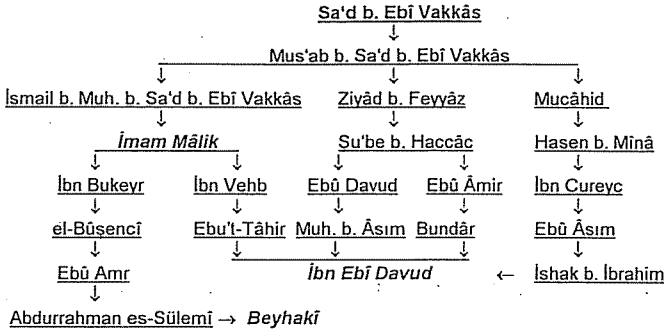 Sa'd b. Ebî Vakkâs
↓
Mus'ab b. Sa'd b. Ebî Vakkâs
↓ ↓ ↓
İsmail b. Muh. b. Sa'd b. Ebî Vakkâs Ziyâd b. Feyyâz Mucâhid
↓ ↓ ↓
İmam Mâlik Su'be b. Haccâc Hasen b. Mînâ
↓ ↓ ↓ ↓ ↓
İbn Bukeyr İbn Vehb Ebû Davud Ebû Âmir İbn Cureyc
↓ ↓ ↓ ↓ ↓
el-Bûşencî Ebu't-Tâhir Muh. b. Âsım Bundâr Ebû Âsım
↓ ↓ ↓ ↓ ↓
Ebû Amr İbn Ebî Davud ← İshak b. İbrahim
↓
Abdurrahman es-Sülemî → Beyhakî